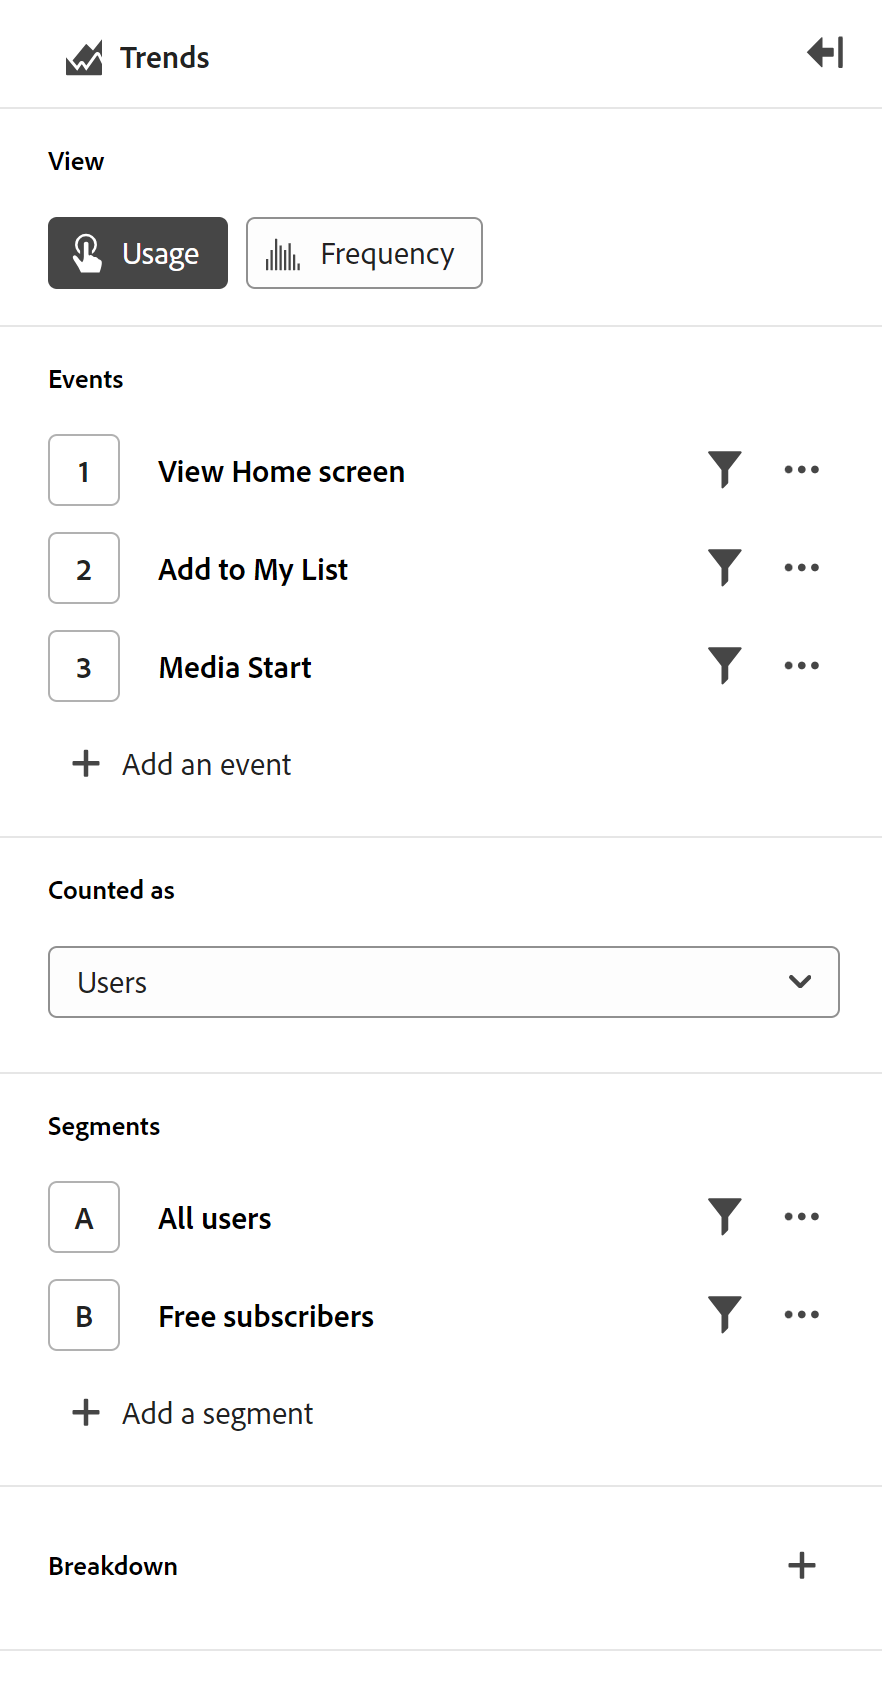 Trends
View
Usage Frequency
Events
1 View Home screen
2 Add to My List
3 Media Start
Add an event
Counted as
Users
Segments
A All users
B Free subscribers
Add a segment
Breakdown